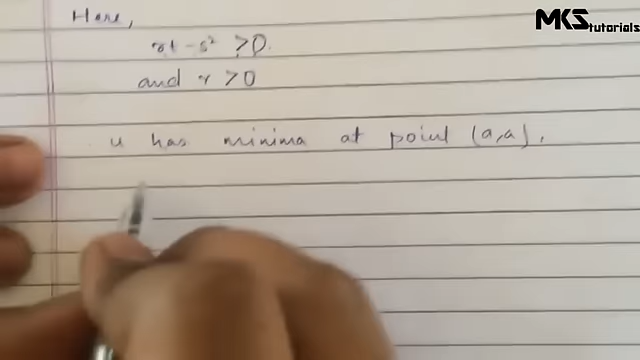 MKS tutorials
Here,
rt - s² > 0.
and r > 0
u has minima at point (a,a).